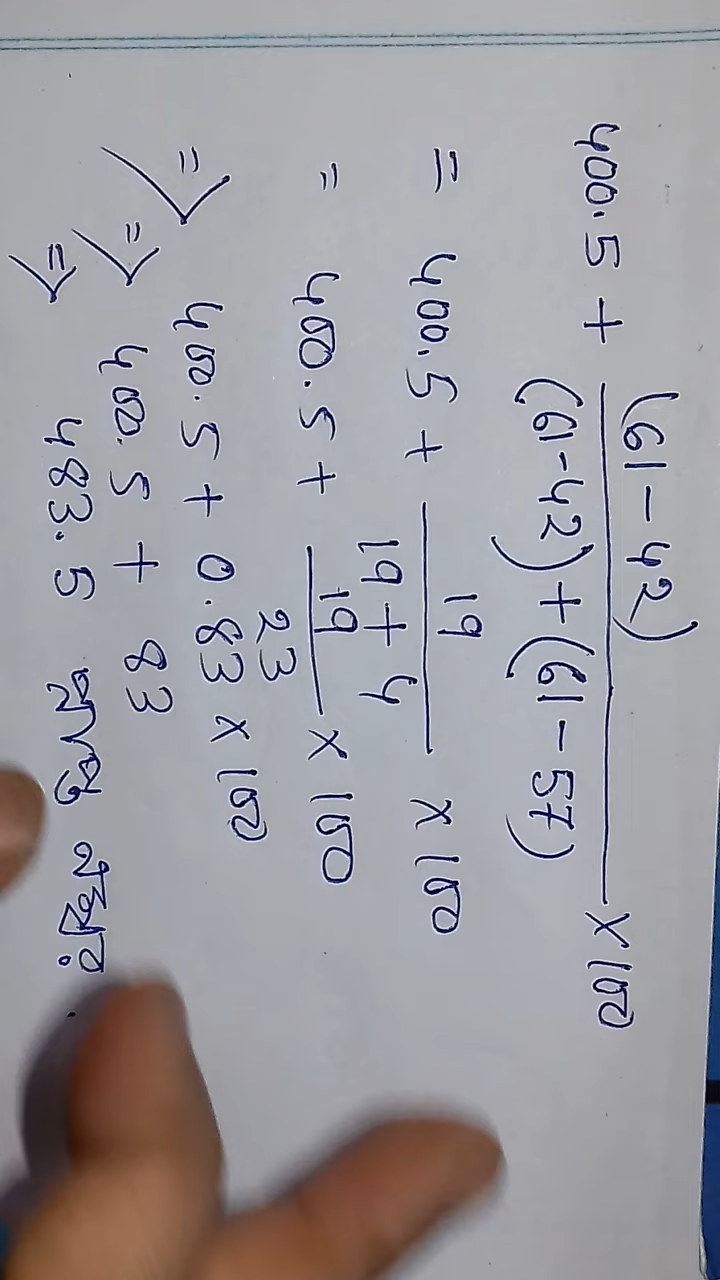 400.5 + (61-42) / (61-42)+(61-57) × 100
= 400.5 + 19 / 19+4 × 100
= 400.5 + 19 / 23 × 100
=> 400.5 + 0.83 × 100
=> 400.5 + 83
=> 483.5